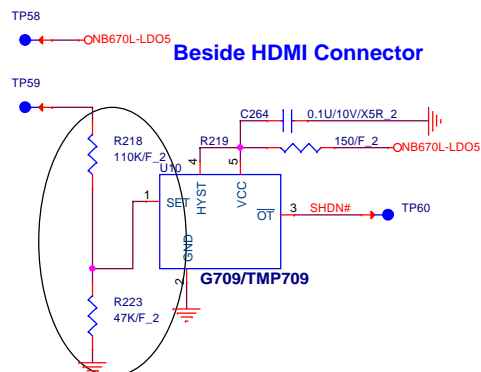 TP58
NB670L-LDO5
Beside HDMI Connector
TP59
C264
0.1U/10V/X5R_2
R218
110K/F_2
R219
150/F_2
NB670L-LDO5
U10
4
5
1
SET
HYST
VCC
OT
3
SHDN#
TP60
GND
2
G709/TMP709
R223
47K/F_2